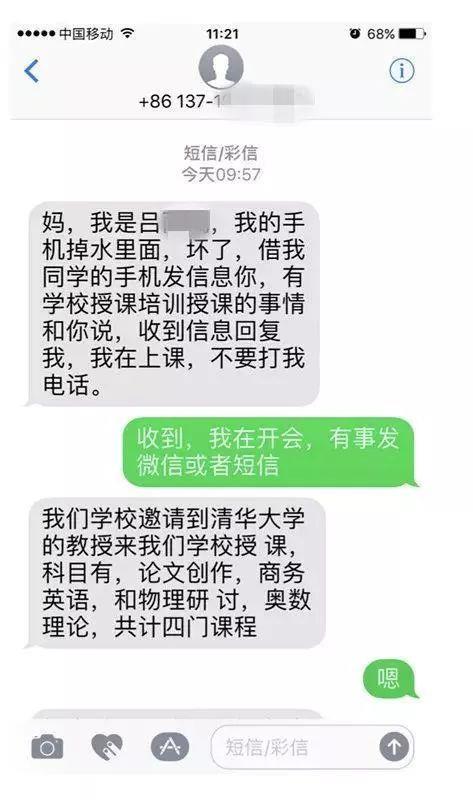 中国移动 11:21 68%
+86 137-1
短信/彩信
今天09:57
妈，我是吕，我的手
机掉水里面，坏了，借我
同学的手机发信息你，有
学校授课培训授课的事情
和你说，收到信息回复
我，我在上课，不要打我
电话。
收到，我在开会，有事发
微信或者短信
我们学校邀请到清华大学
的教授来我们学校授 课，
科目有，论文创作，商务
英语，和物理研 讨，奥数
理论，共计四门课程
嗯
短信/彩信